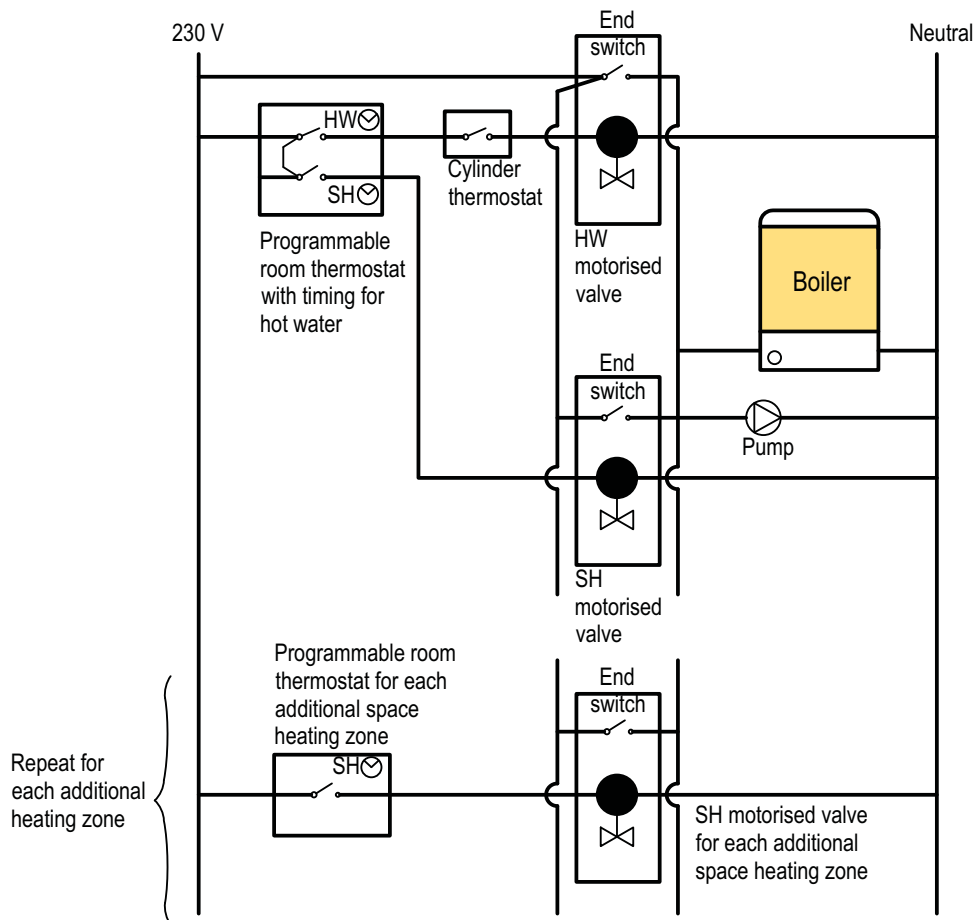 230 V
End
switch
Neutral
HW
SH
Cylinder
thermostat
Programmable
room thermostat
with timing for
hot water
HW
motorised
valve
Boiler
End
switch
Pump
SH
motorised
valve
Programmable room
thermostat for each
additional space
heating zone
End
switch
Repeat for
each additional
heating zone
SH
SH motorised valve
for each additional
space heating zone